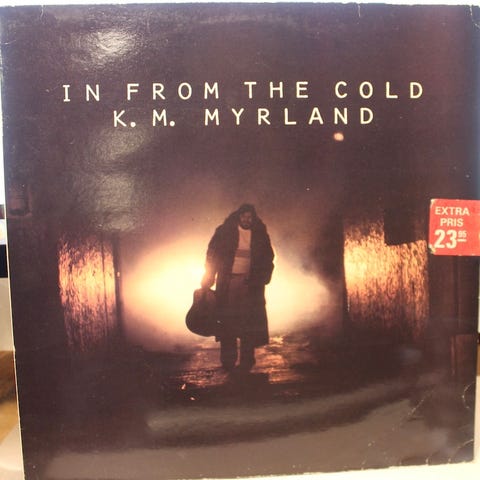 IN FROM THE COLD
K. M. MYRLAND
EXTRA
PRIS
23 95